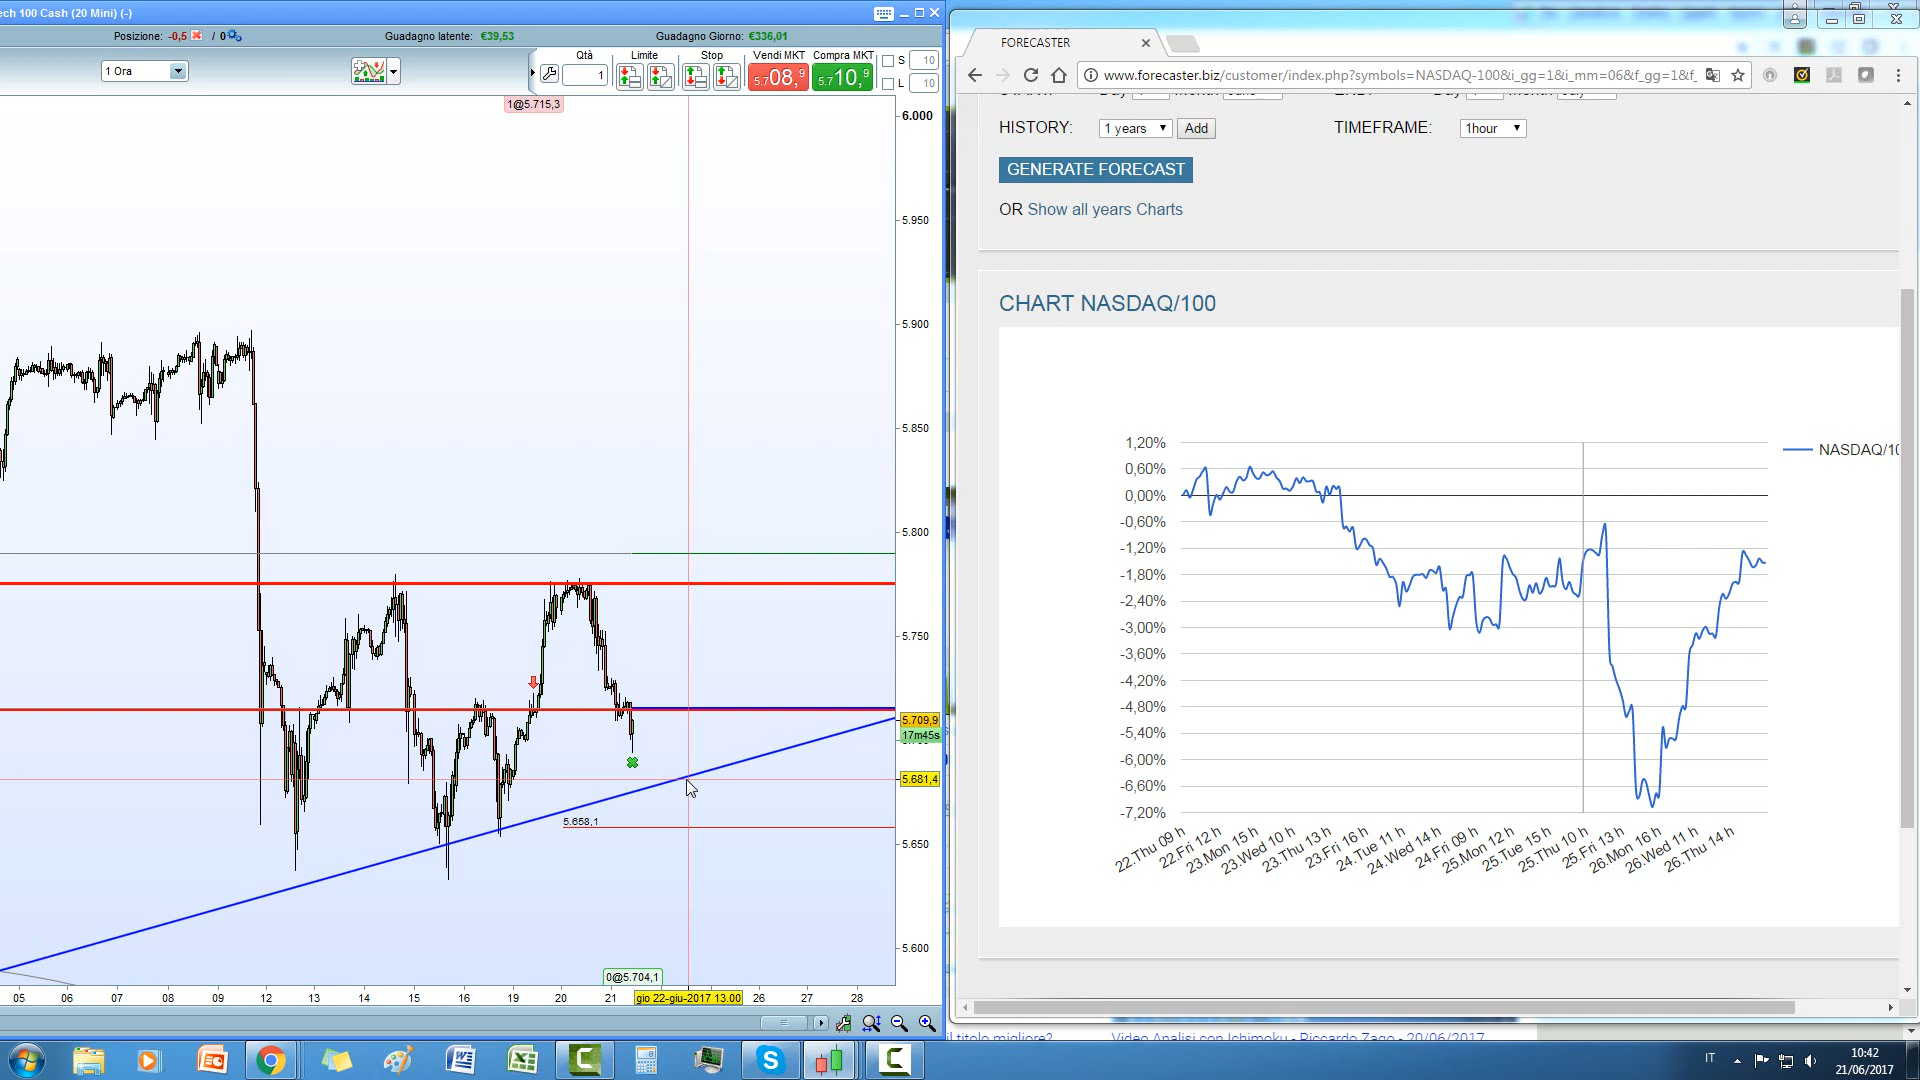 ech 100 Cash (20 Mini) (-)
Posizione: -0,5 / 0
Guadagno latente: €39,53
Guadagno Giorno: €336,01
1 Ora
Qtà
Limite
Stop
Vendi MKT
Compra MKT
1
5.708,9
5.710,9
S 10
L 10
1@5.715,3
6.000
5.950
5.900
5.850
5.800
5.750
5.709,9
17m45s
5.681,4
5.658,1
5.650
5.600
0@5.704,1
05 06 07 08 09 12 13 14 15 16 19 20 21 gio 22-giu-2017 13.00 26 27 28
FORECASTER
www.forecaster.biz/customer/index.php?symbols=NASDAQ-100&i_gg=1&i_mm=06&f_gg=1&f_
HISTORY: 1 years Add TIMEFRAME: 1hour
GENERATE FORECAST
OR Show all years Charts
CHART NASDAQ/100
1,20%
0,60%
0,00%
-0,60%
-1,20%
-1,80%
-2,40%
-3,00%
-3,60%
-4,20%
-4,80%
-5,40%
-6,00%
-6,60%
-7,20%
NASDAQ/10
22.Thu 09 h
22.Fri 12 h
23.Mon 15 h
23.Wed 10 h
23.Thu 13 h
23.Fri 16 h
24.Tue 11 h
24.Wed 14 h
24.Fri 09 h
25.Mon 12 h
25.Tue 15 h
25.Thu 10 h
25.Fri 13 h
26.Mon 16 h
26.Wed 11 h
26.Thu 14 h
il titolo migliore?
Video Analisi con Ichimoku - Riccardo Zago - 20/06/2017
IT
10:42
21/06/2017